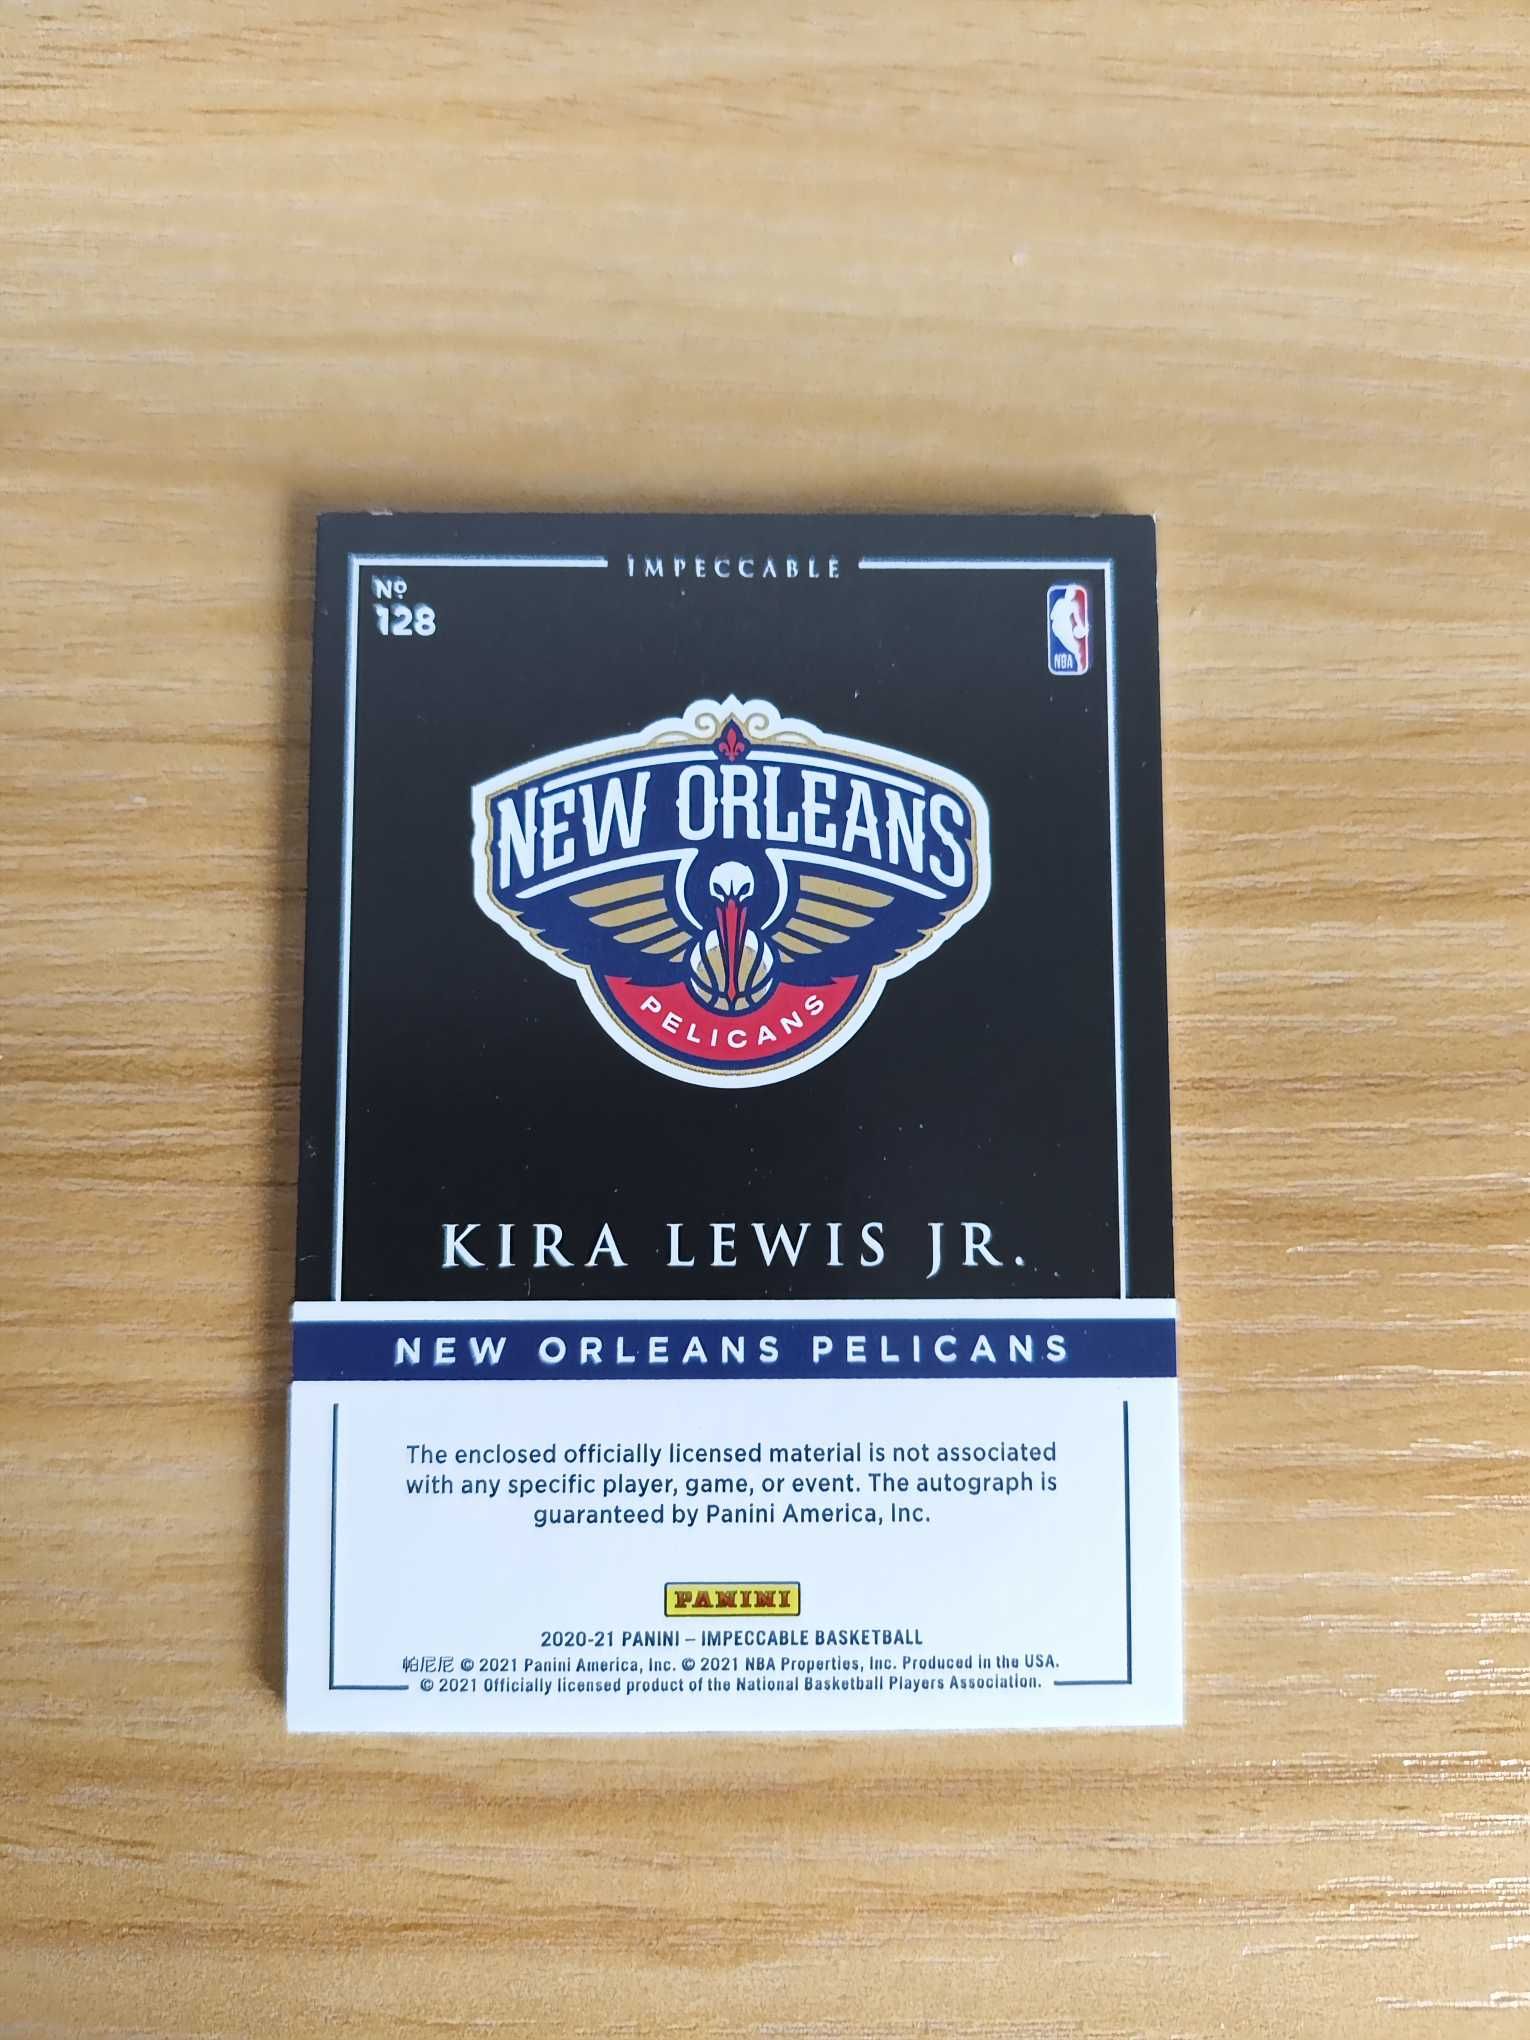 IMPECCABLE
Nº
128
NBA
NEW ORLEANS
PELICANS
KIRA LEWIS JR.
NEW ORLEANS PELICANS
The enclosed officially licensed material is not associated
with any specific player, game, or event. The autograph is
guaranteed by Panini America, Inc.
PANINI
2020-21 PANINI – IMPECCABLE BASKETBALL
帕尼尼 © 2021 Panini America, Inc. © 2021 NBA Properties, Inc. Produced in the USA.
© 2021 Officially licensed product of the National Basketball Players Association.